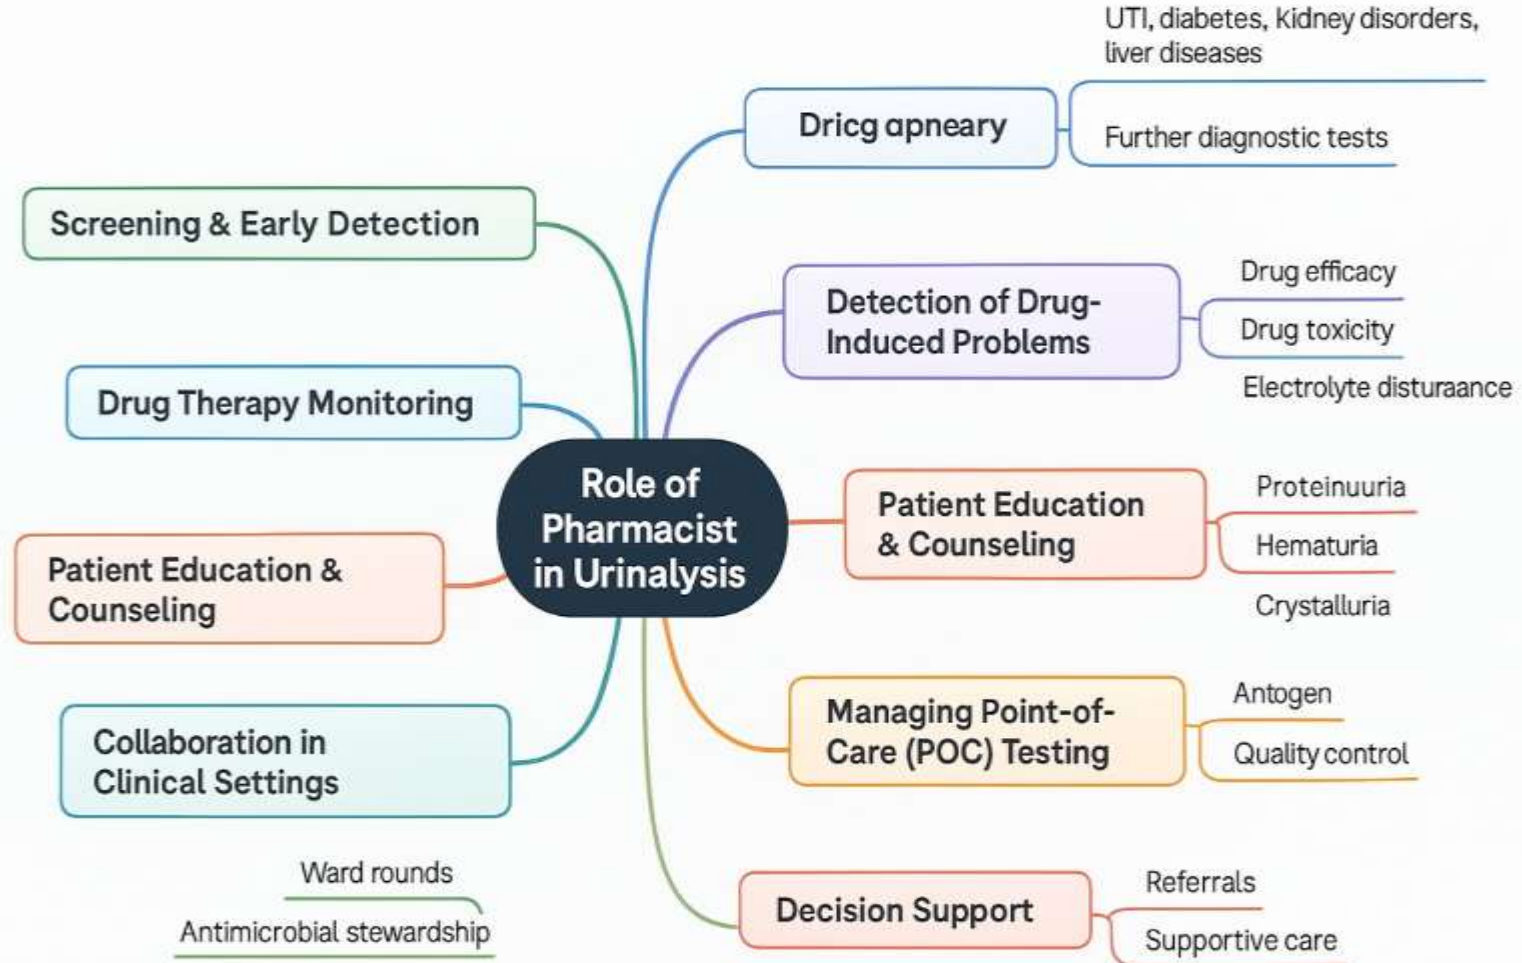 UTI, diabetes, kidney disorders,
liver diseases
Dricg apneary
Further diagnostic tests
Screening & Early Detection
Detection of Drug-
Induced Problems
Drug efficacy
Drug toxicity
Electrolyte disturaance
Drug Therapy Monitoring
Role of
Pharmacist
in Urinalysis
Patient Education
& Counseling
Proteinuuria
Hematuria
Crystalluria
Patient Education &
Counseling
Managing Point-of-
Care (POC) Testing
Antogen
Quality control
Collaboration in
Clinical Settings
Ward rounds
Antimicrobial stewardship
Decision Support
Referrals
Supportive care